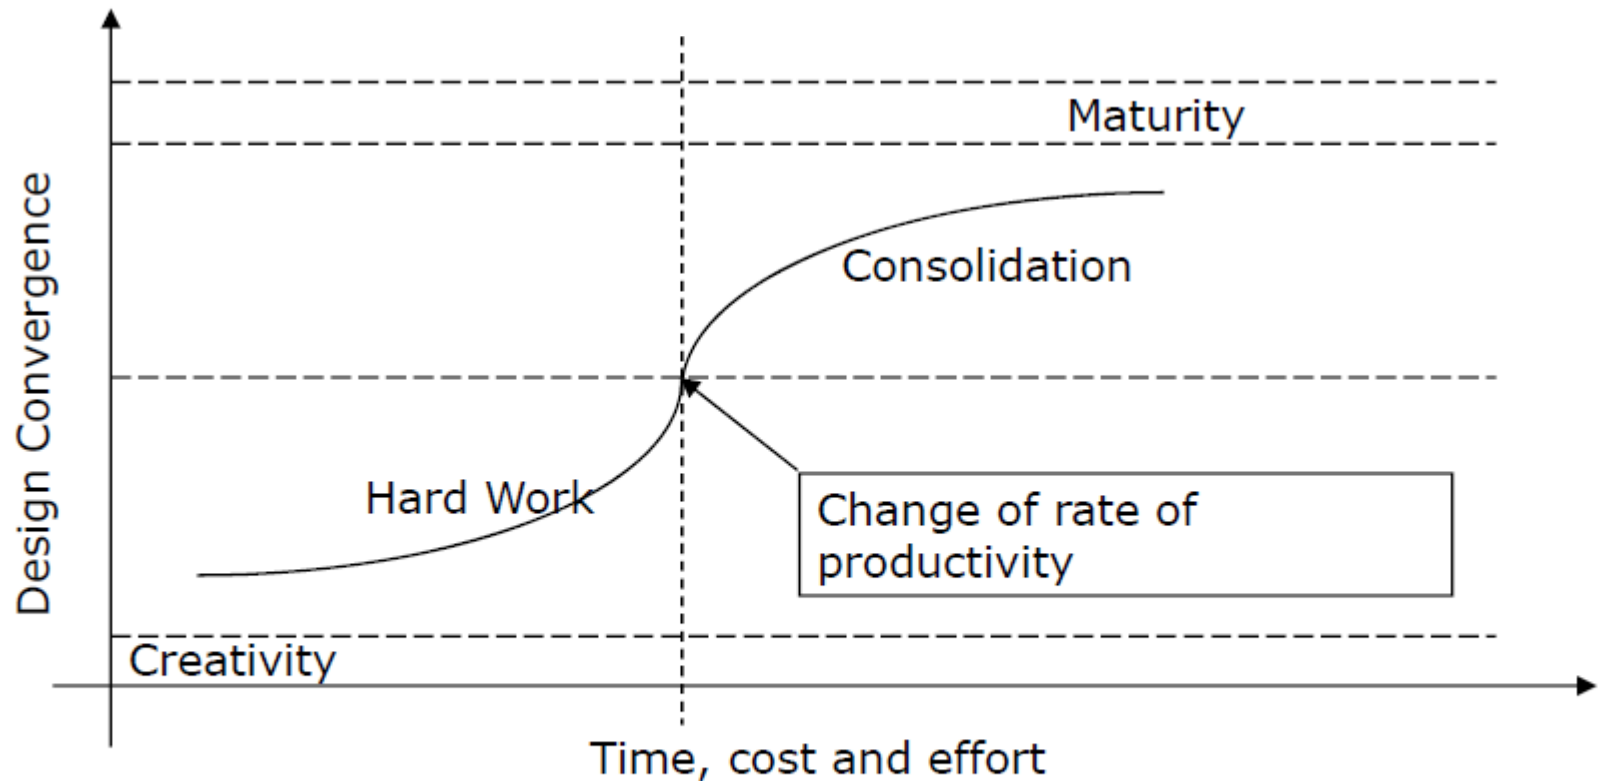 Maturity
Consolidation
Design Convergence
Hard Work
Change of rate of
productivity
Creativity
Time, cost and effort